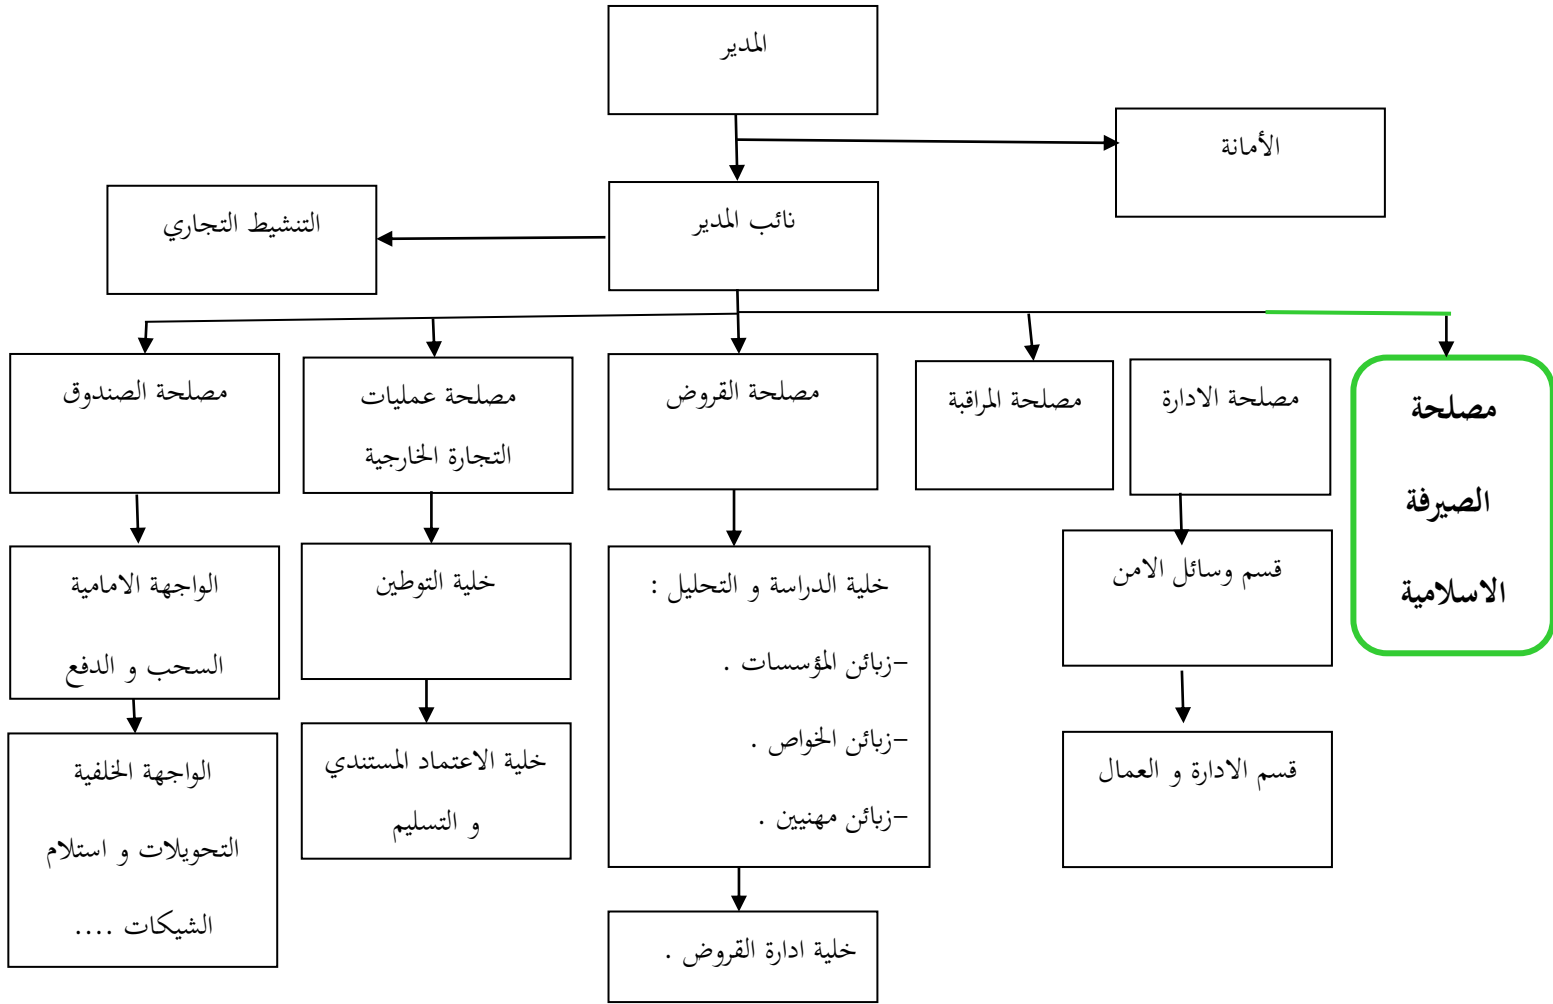 المدير
الأمانة
نائب المدير
التنشيط التجاري
مصلحة
الصيرفة
الاسلامية
مصلحة الادارة
مصلحة المراقبة
مصلحة القروض
مصلحة عمليات
التجارة الخارجية
مصلحة الصندوق
قسم وسائل الامن
قسم الادارة و العمال
خلية الدراسة و التحليل :
-زبائن المؤسسات .
-زبائن الخواص .
-زبائن مهنيين .
خلية ادارة القروض .
خلية التوطين
خلية الاعتماد المستندي
و التسليم
الواجهة الامامية
السحب و الدفع
الواجهة الخلفية
التحويلات و استلام
الشيكات ....